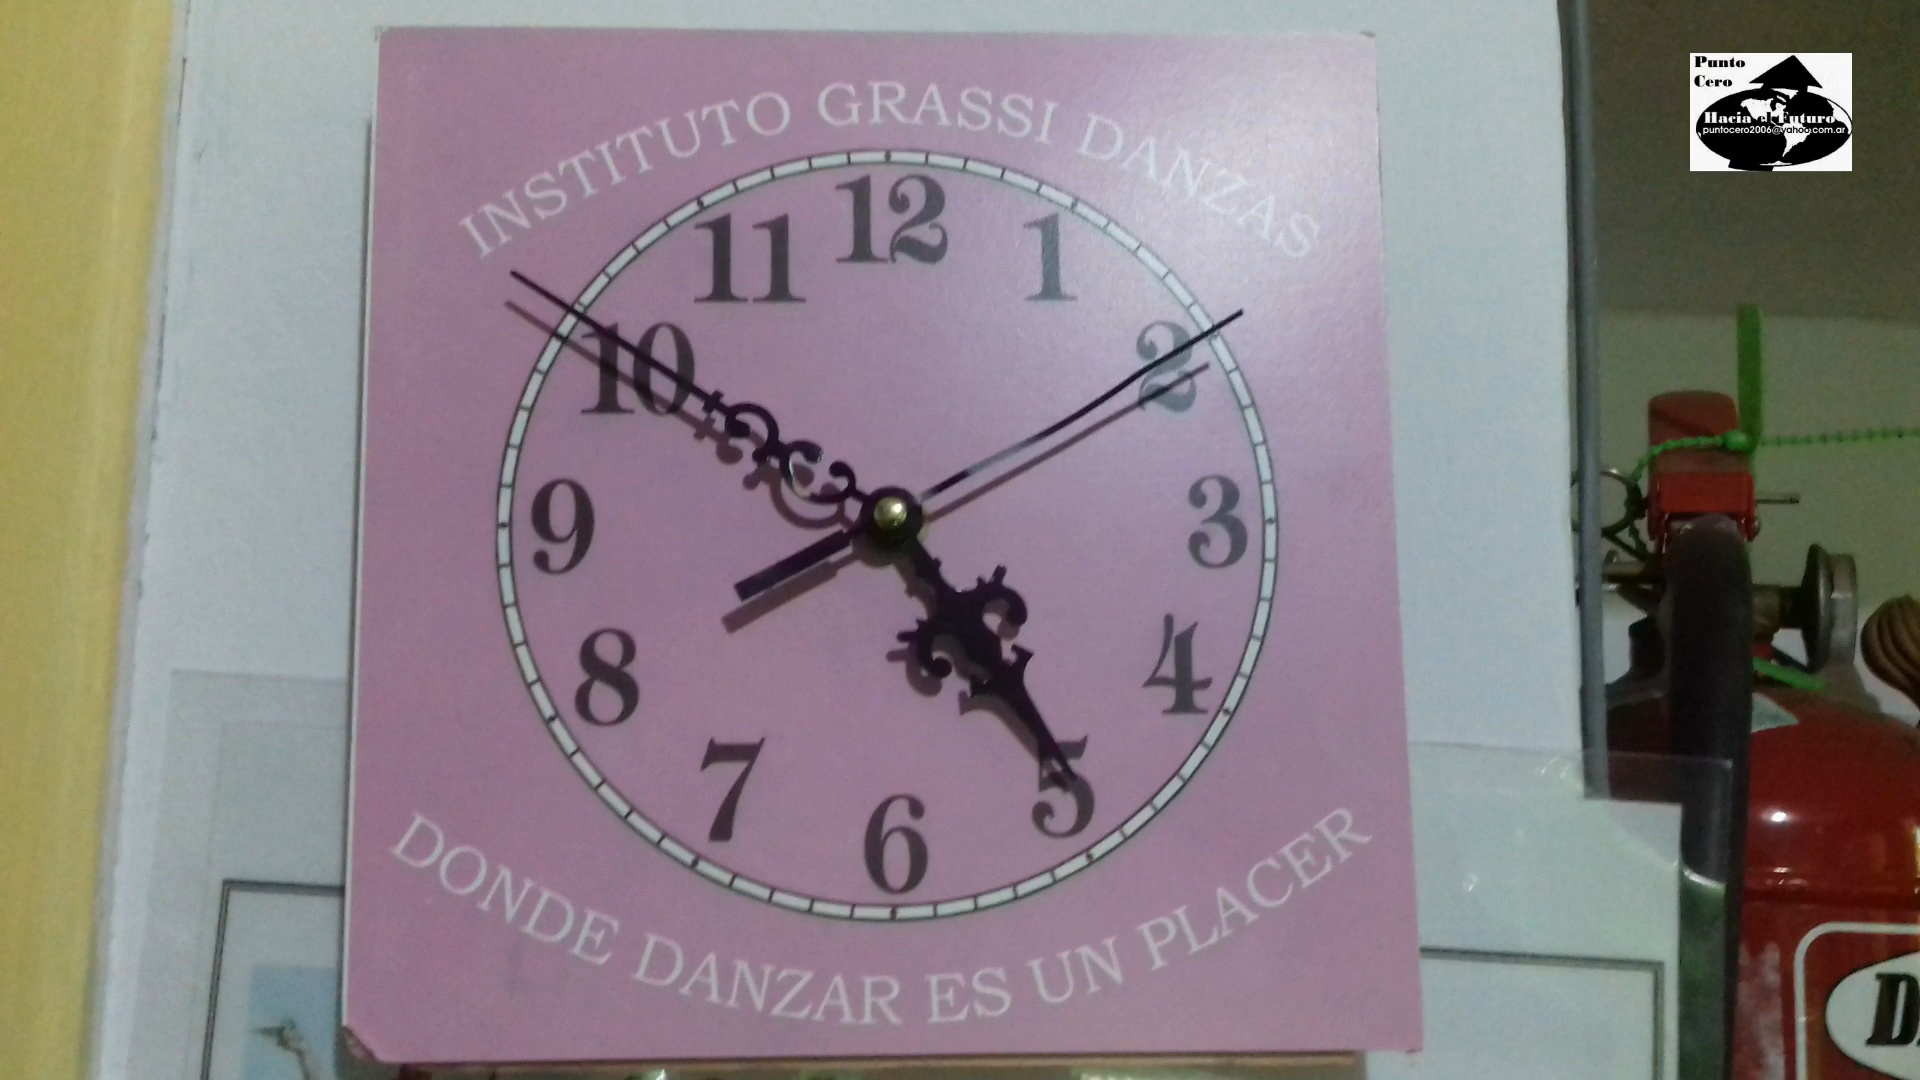 INSTITUTO GRASSI DANZAS
12
1
2
3
4
5
6
7
8
9
10
11
DONDE DANZAR ES UN PLACER
Punto
Cero
Hacia el Futuro
puntocero2006@yahoo.com.ar